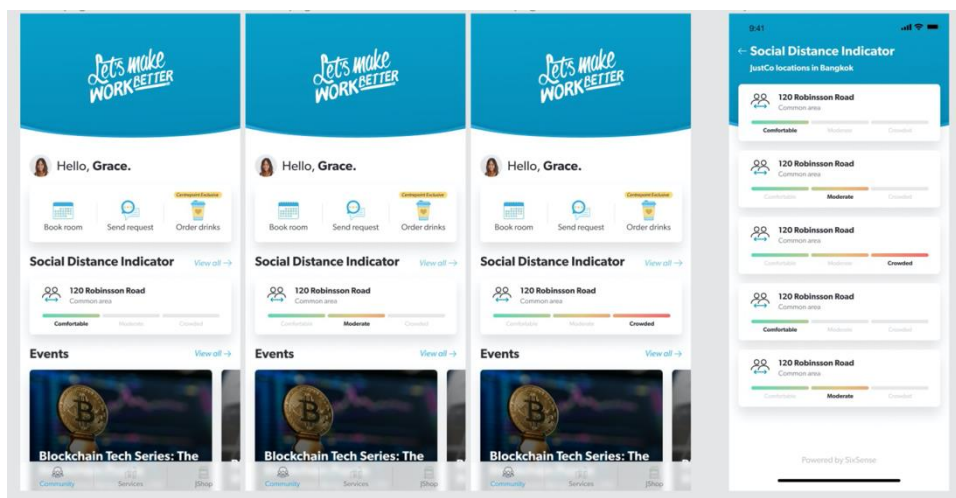 Let's make
WORK BETTER
Hello, Grace.
Centrepoint Exclusive
Book room
Send request
Order drinks
Social Distance Indicator
View all →
120 Robinsson Road
Common area
Comfortable
Moderate
Crowded
Events
View all →
Blockchain Tech Series: The
Community
Services
JShop
Let's make
WORK BETTER
Hello, Grace.
Centrepoint Exclusive
Book room
Send request
Order drinks
Social Distance Indicator
View all →
120 Robinsson Road
Common area
Comfortable
Moderate
Crowded
Events
View all →
Blockchain Tech Series: The
Community
Services
JShop
Let's make
WORK BETTER
Hello, Grace.
Centrepoint Exclusive
Book room
Send request
Order drinks
Social Distance Indicator
View all →
120 Robinsson Road
Common area
Comfortable
Moderate
Crowded
Events
View all →
Blockchain Tech Series: The
Community
Services
JShop
9:41
← Social Distance Indicator
JustCo locations in Bangkok
120 Robinsson Road
Common area
Comfortable
Moderate
Crowded
120 Robinsson Road
Common area
Comfortable
Moderate
Crowded
120 Robinsson Road
Common area
Comfortable
Moderate
Crowded
120 Robinsson Road
Common area
Comfortable
Moderate
Crowded
120 Robinsson Road
Common area
Comfortable
Moderate
Crowded
Powered by SixSense